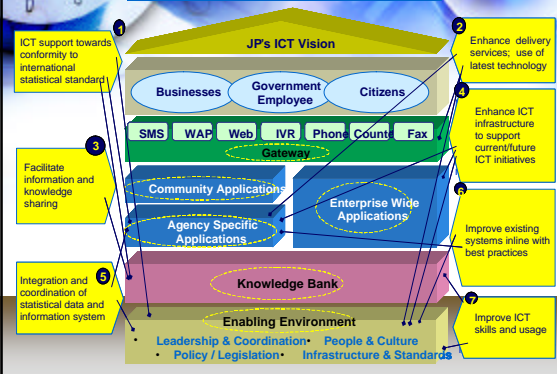 JP's ICT Vision
1
ICT support towards
conformity to
international
statistical standard
2
Enhance delivery
services; use of
latest technology
Businesses
Government
Employee
Citizens
SMS
WAP
Web
IVR
Phone
Counte
Fax
Gateway
3
Facilitate
information and
knowledge
sharing
4
Enhance ICT
infrastructure
to support
current/future
ICT initiatives
Community Applications
Enterprise Wide
Applications
Agency Specific
Applications
5
Integration and
coordination of
statistical data and
information system
6
Improve existing
systems inline with
best practices
Knowledge Bank
7
Improve ICT
skills and usage
Enabling Environment
• Leadership & Coordination• People & Culture
• Policy / Legislation• Infrastructure & Standards